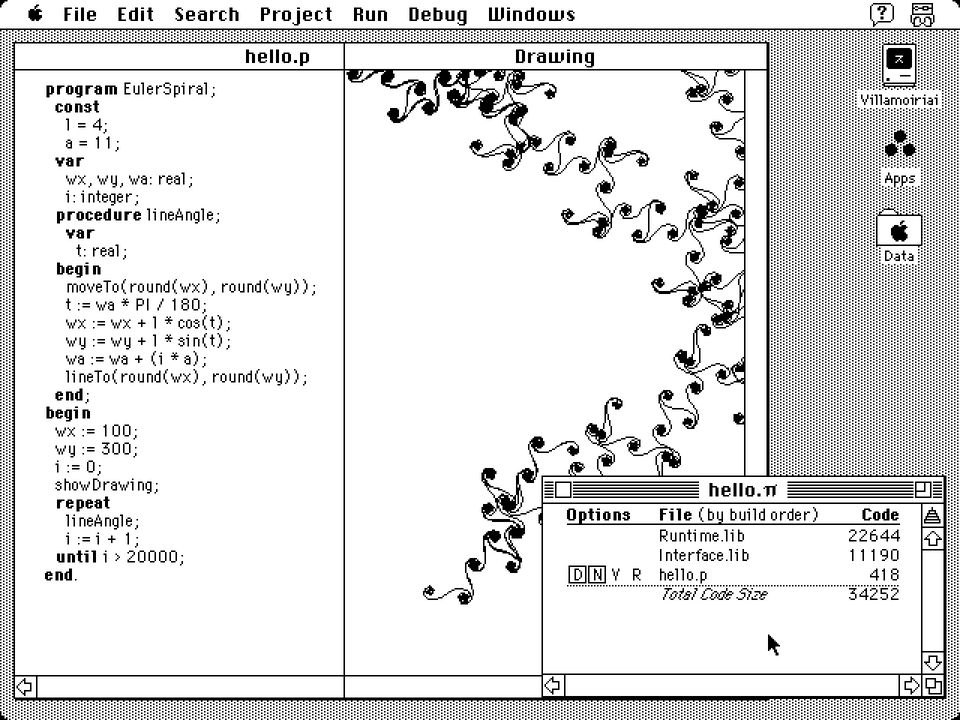 File Edit Search Project Run Debug Windows
hello.p
Drawing
program EulerSpiral;
const
l = 4;
a = 11;
var
wx, wy, wa: real;
i: integer;
procedure lineAngle;
var
t: real;
begin
moveTo(round(wx), round(wy));
t := wa * PI / 180;
wx := wx + l * cos(t);
wy := wy + l * sin(t);
wa := wa + (i * a);
lineTo(round(wx), round(wy));
end;
begin
wx := 100;
wy := 300;
i := 0;
showDrawing;
repeat
lineAngle;
i := i + 1;
until i > 20000;
end.
Villamoiriai
Apps
Data
hello.π
Options File (by build order) Code
Runtime.lib 22644
Interface.lib 11190
D N V R hello.p 418
Total Code Size 34252